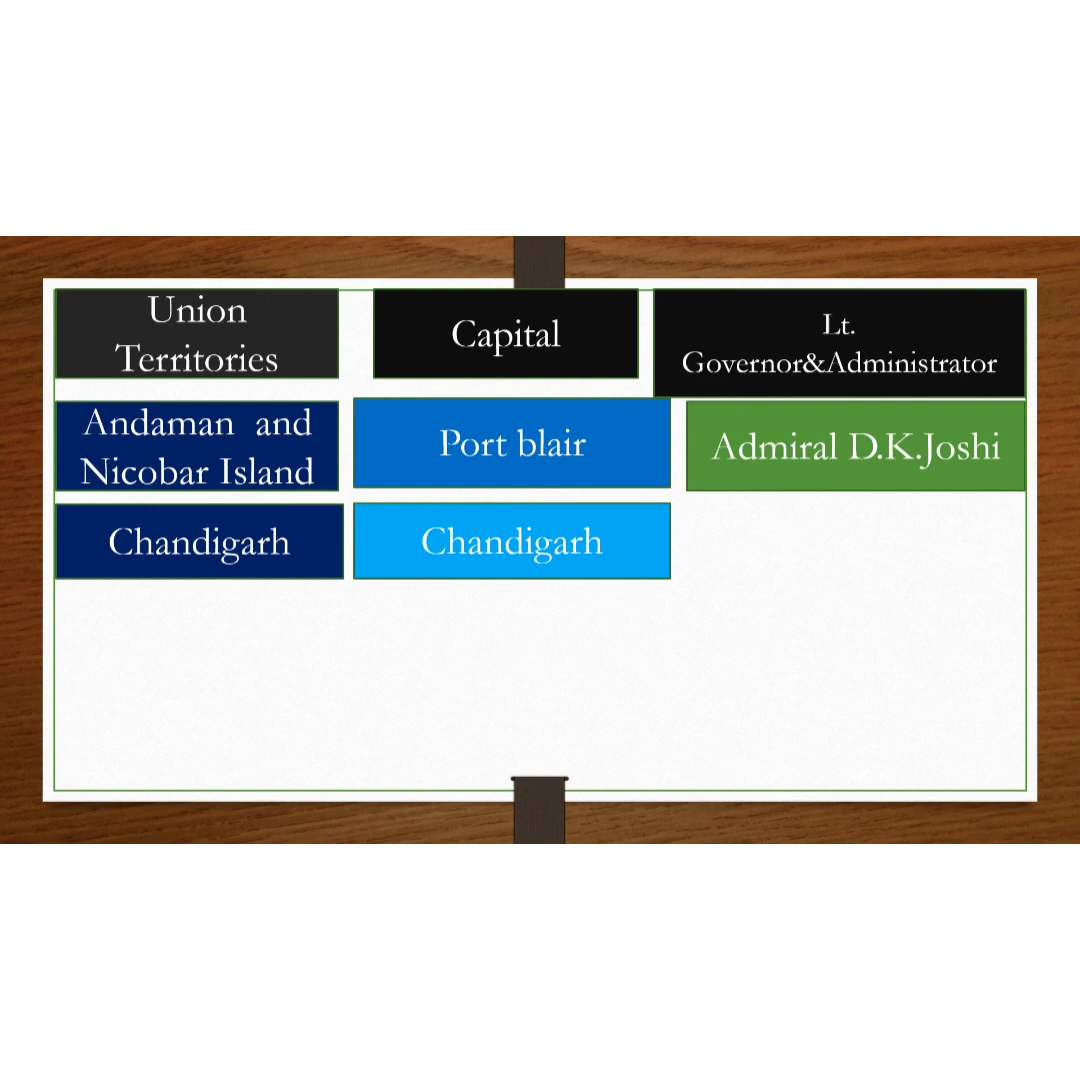 Union
Territories
Capital
Lt.
Governor&Administrator
Andaman and
Nicobar Island
Port blair
Admiral D.K.Joshi
Chandigarh
Chandigarh